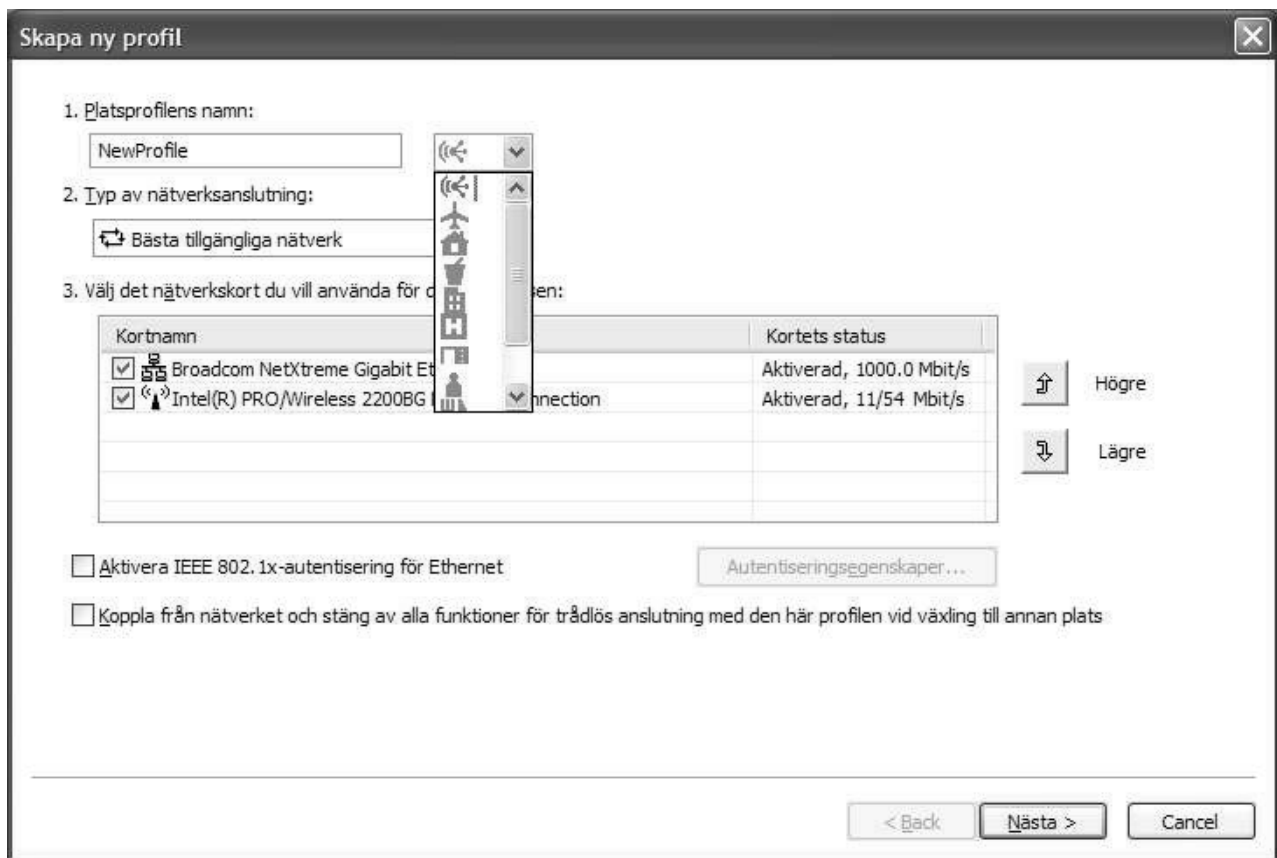 Skapa ny profil
1. Platsprofilens namn:
NewProfile
2. Typ av nätverksanslutning:
Bästa tillgängliga nätverk
3. Välj det nätverkskort du vill använda för
Kortnamn Kortets status
Broadcom NetXtreme Gigabit Aktiverad, 1000.0 Mbit/s
Intel(R) PRO/Wireless 2200BG Aktiverad, 11/54 Mbit/s
Högre
Lägre
Aktivera IEEE 802.1x-autentisering för Ethernet Autentiseringsegenskaper...
Koppla från nätverket och stäng av alla funktioner för trådlös anslutning med den här profilen vid växling till annan plats
< Back Nästa > Cancel